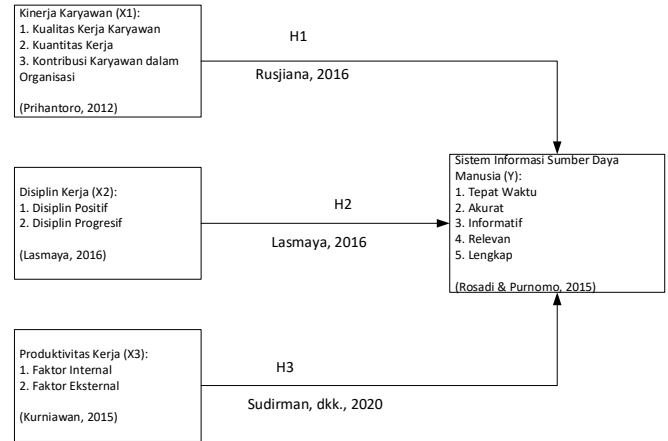 Kinerja Karyawan (X1):
1. Kualitas Kerja Karyawan
2. Kuantitas Kerja
3. Kontribusi Karyawan dalam
Organisasi
(Prihantoro, 2012)
H1
Rusjiana, 2016
Disiplin Kerja (X2):
1. Disiplin Positif
2. Disiplin Progresif
(Lasmaya, 2016)
H2
Lasmaya, 2016
Sistem Informasi Sumber Daya
Manusia (Y):
1. Tepat Waktu
2. Akurat
3. Informatif
4. Relevan
5. Lengkap
(Rosadi & Purnomo, 2015)
Produktivitas Kerja (X3):
1. Faktor Internal
2. Faktor Eksternal
(Kurniawan, 2015)
H3
Sudirman, dkk., 2020